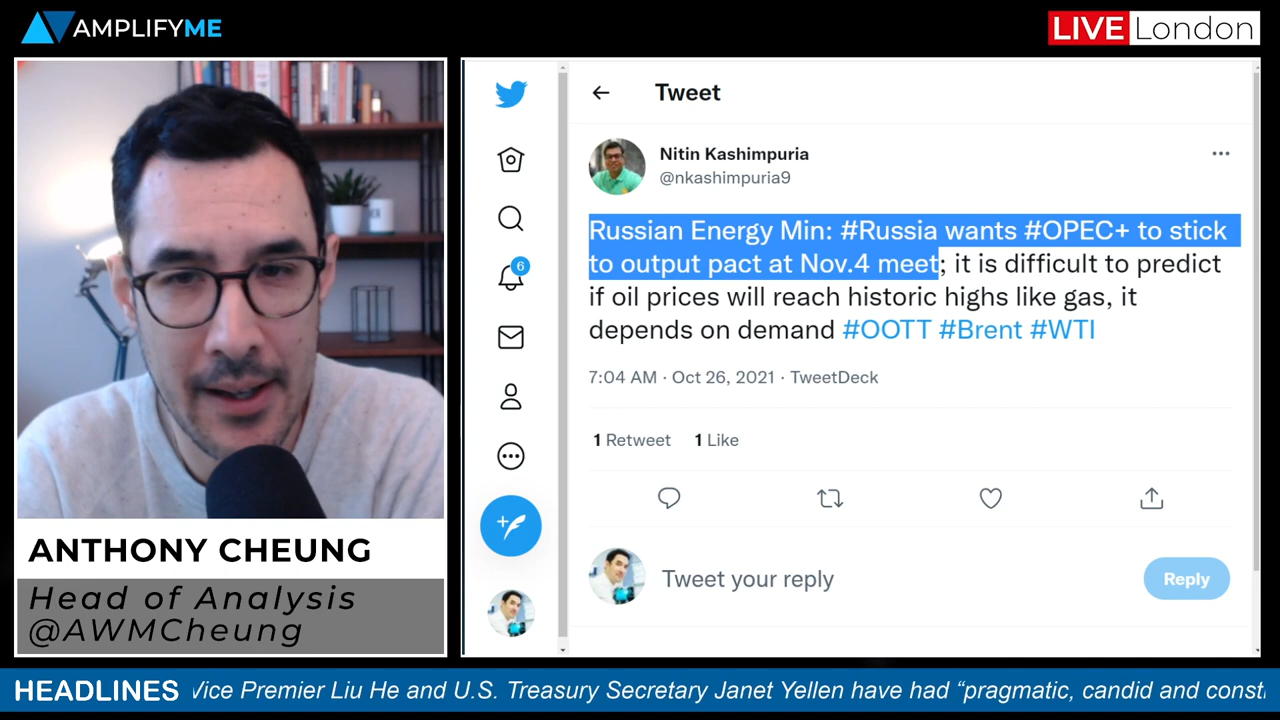 AMPLIFYME
LIVE London
Tweet
Nitin Kashimpuria
@nkashimpuria9
Russian Energy Min: #Russia wants #OPEC+ to stick
to output pact at Nov.4 meet; it is difficult to predict
if oil prices will reach historic highs like gas, it
depends on demand #OOTT #Brent #WTI
7:04 AM · Oct 26, 2021 · TweetDeck
1 Retweet 1 Like
6
Tweet your reply
Reply
ANTHONY CHEUNG
Head of Analysis
@AWMCheung
HEADLINES Vice Premier Liu He and U.S. Treasury Secretary Janet Yellen have had “pragmatic, candid and const